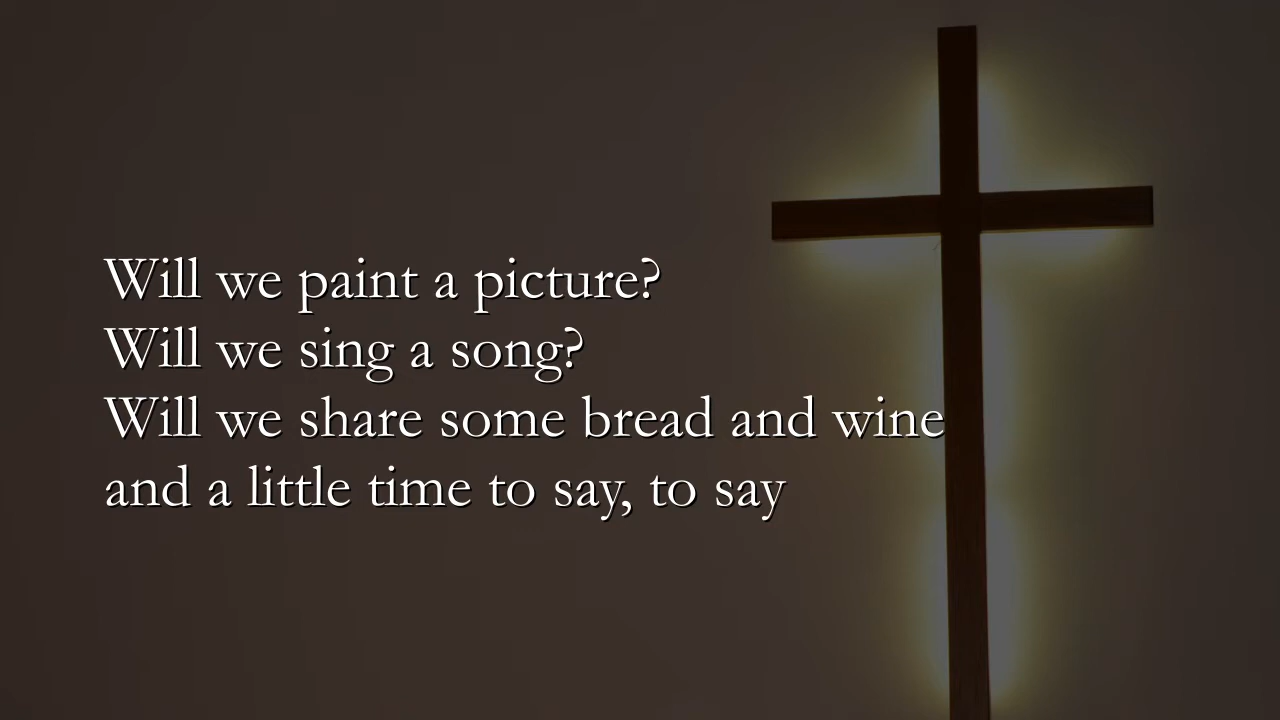 Will we paint a picture?
Will we sing a song?
Will we share some bread and wine
and a little time to say, to say